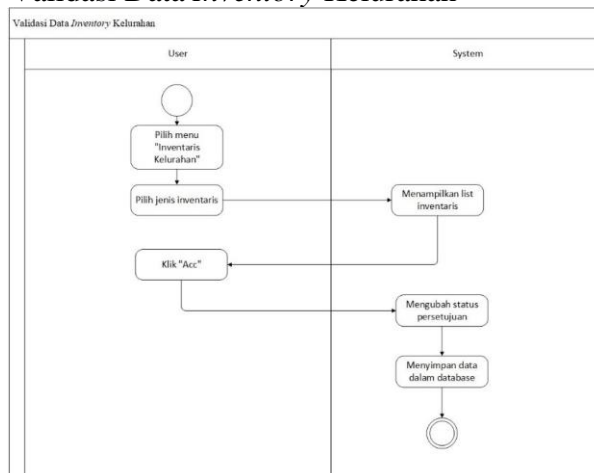 Validasi Data Inventory Kelurahan
Validasi Data Inventory Kelurahan
User
System
Pilih menu
"Inventaris
Kelurahan"
Pilih jenis inventaris
Menampilkan list
inventaris
Klik "Acc"
Mengubah status
persetujuan
Menyimpan data
dalam database